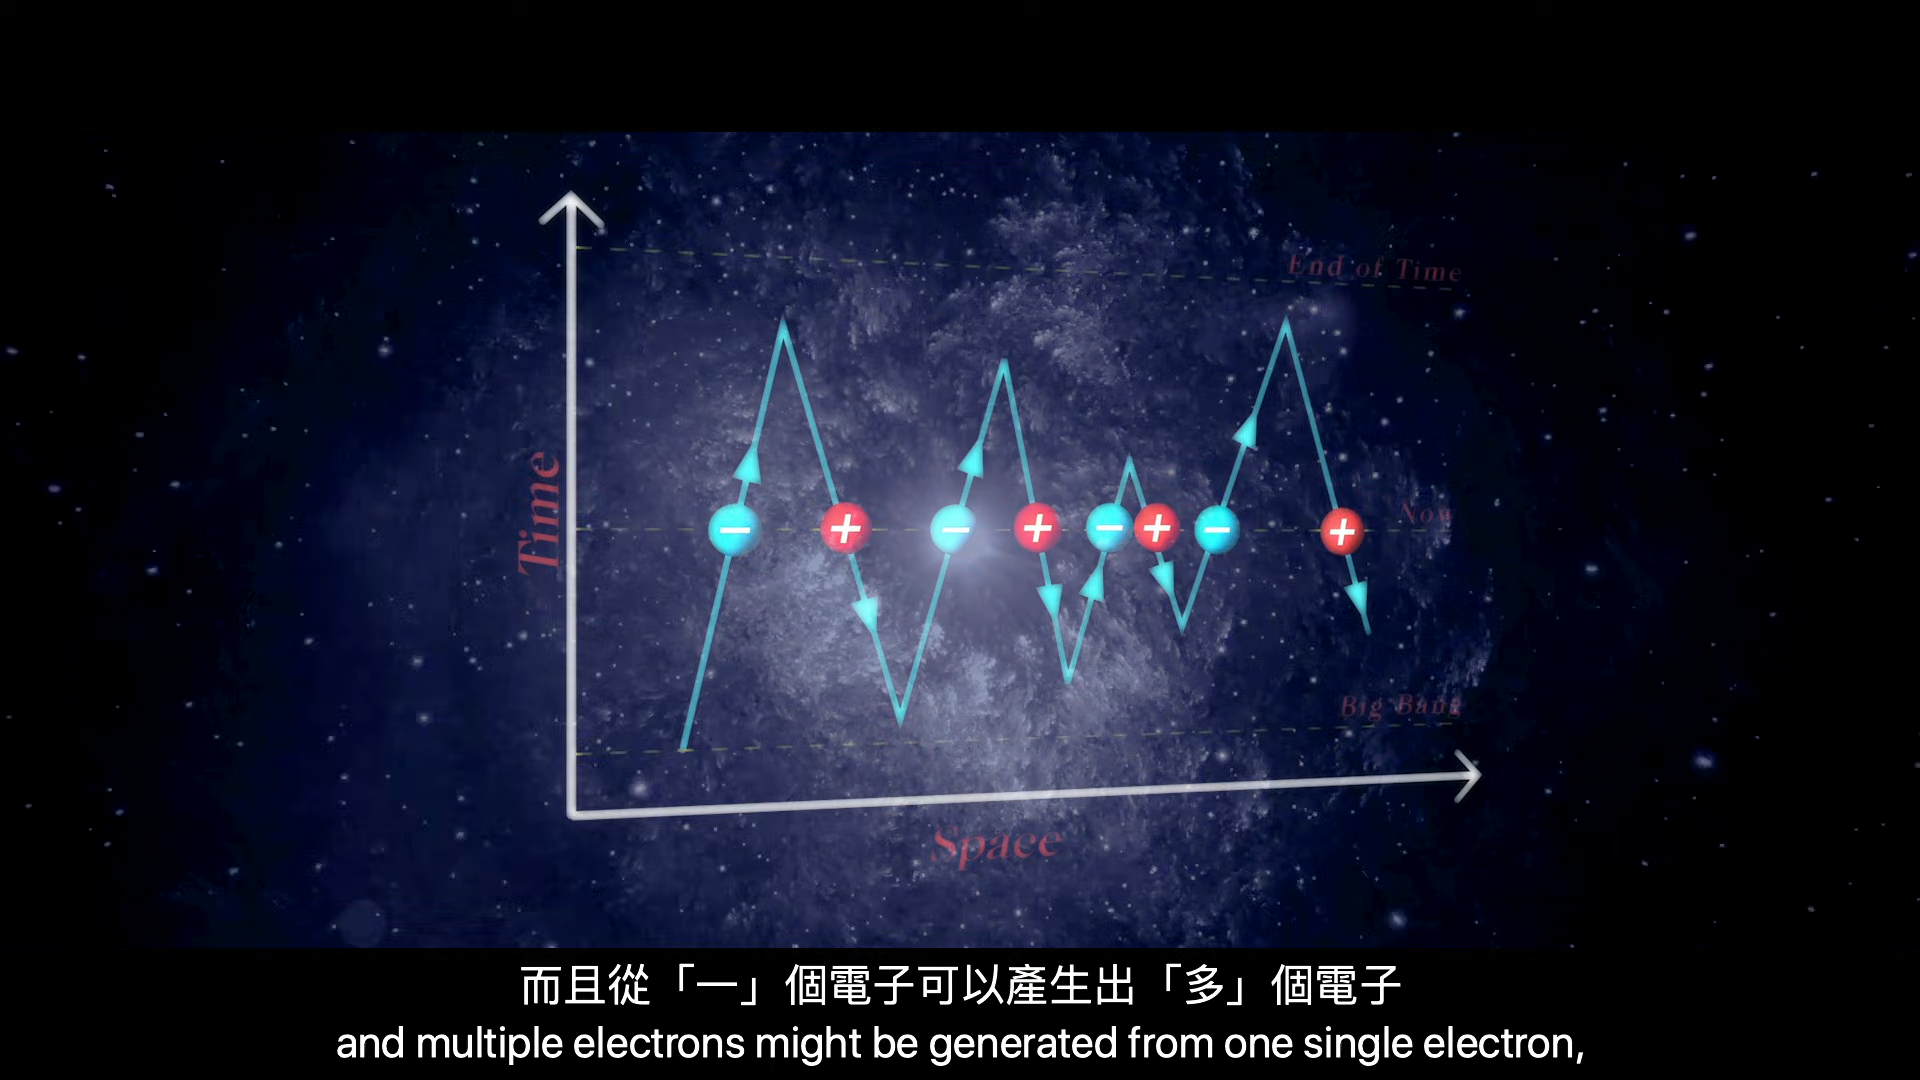 End of Time
Time
Now
Big Bang
Space
而且從「一」個電子可以產生出「多」個電子
and multiple electrons might be generated from one single electron,